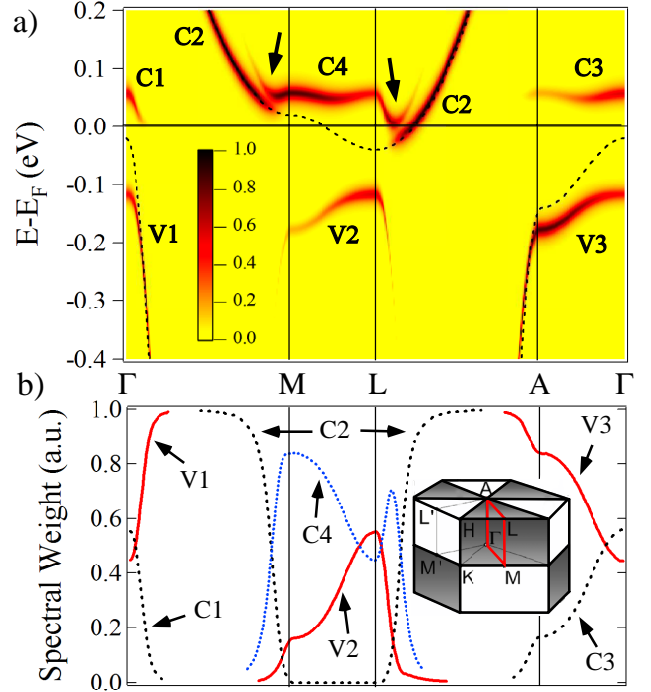 a)
0.2
0.1
0.0
-0.1
-0.2
-0.3
-0.4
E-E_F (eV)
C2
C1
C4
C2
C3
V1
V2
V3
1.0
0.8
0.6
0.4
0.2
0.0
Γ M L A Γ
b)
1.0
0.8
0.6
0.4
0.2
0.0
Spectral Weight (a.u.)
V1
C2
C4
V3
C1
V2
C3
A
L'
H
L
Γ
M'
K
M